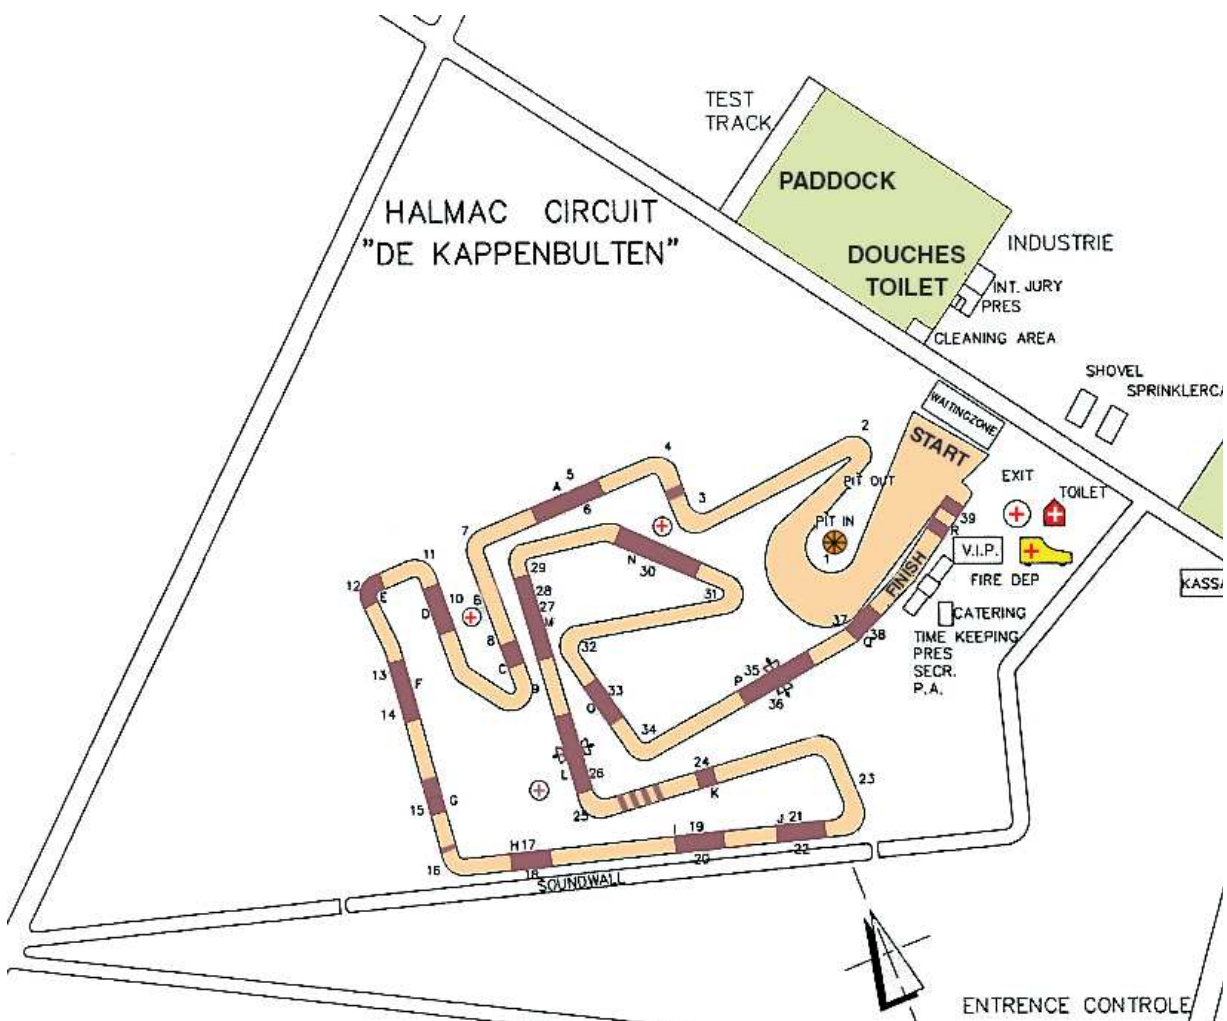 TEST
TRACK
PADDOCK
HALMAC CIRCUIT
"DE KAPPENBULTEN"
DOUCHES
TOILET
INDUSTRIE
INT. JURY
PRES
CLEANING AREA
SHOVEL
SPRINKLERCA
WAITINGZONE
START
2
4
5
A
6
3
PIT OUT
EXIT
TOILET
7
PIT IN
1
39
R
V.I.P.
N
30
29
FINISH
FIRE DEP
KASSA
11
12
E
10
6
D
28
27
M
31
CATERING
8
C
9
32
37
38
Q
TIME KEEPING
PRES
SECR.
P.A.
13
F
14
33
O
35
P
36
34
L
26
24
K
23
15
G
25
I
19
J
21
H 17
18
20
22
16
SOUNDWALL
ENTRENCE CONTROLE